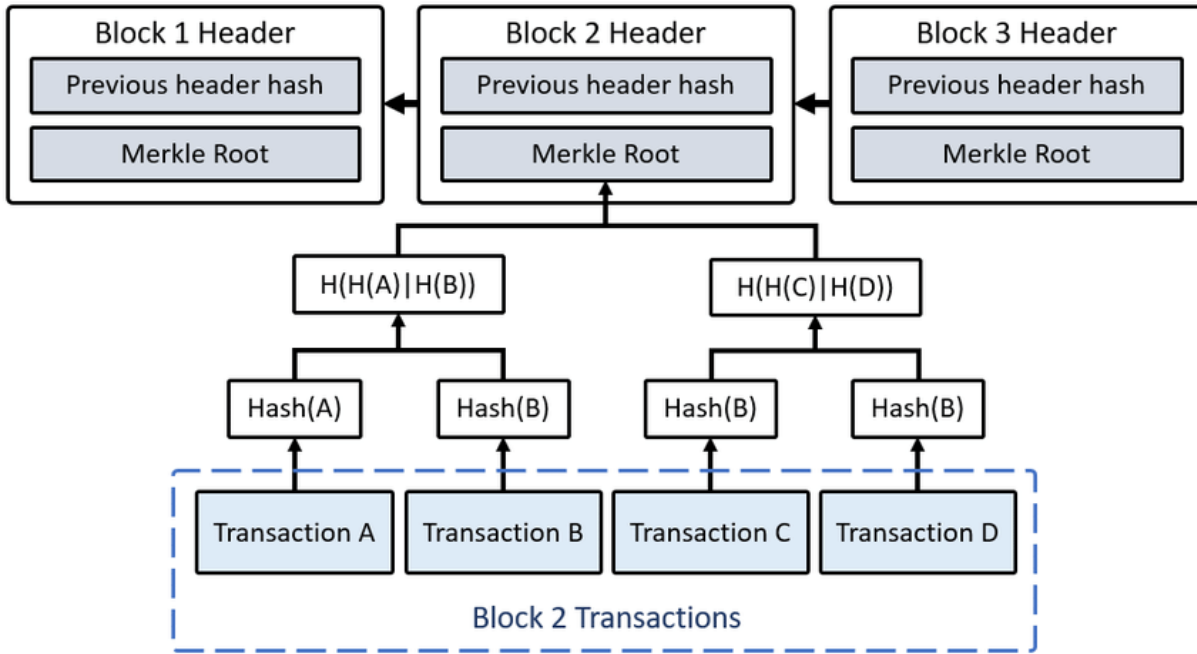 Block 1 Header
Previous header hash
Merkle Root
Block 2 Header
Previous header hash
Merkle Root
Block 3 Header
Previous header hash
Merkle Root
H(H(A)|H(B))
H(H(C)|H(D))
Hash(A)
Hash(B)
Hash(B)
Hash(B)
Transaction A
Transaction B
Transaction C
Transaction D
Block 2 Transactions